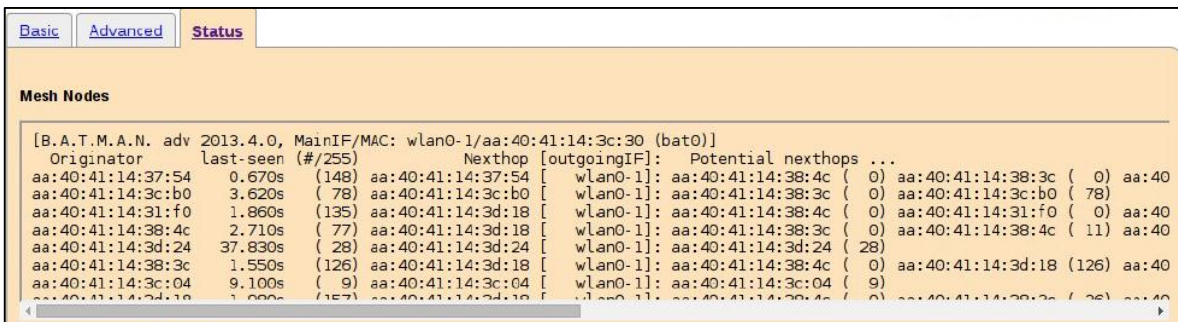 Basic Advanced Status
Mesh Nodes
[B.A.T.M.A.N. adv 2013.4.0, MainIF/MAC: wlan0-1/aa:40:41:14:3c:30 (bat0)]
Originator last-seen (#/255) Nexthop [outgoingIF]: Potential nexthops ...
aa:40:41:14:37:54 0.670s (148) aa:40:41:14:37:54 [ wlan0-1]: aa:40:41:14:38:4c ( 0) aa:40:41:14:38:3c ( 0) aa:40
aa:40:41:14:3c:b0 3.620s ( 78) aa:40:41:14:3c:b0 [ wlan0-1]: aa:40:41:14:38:3c ( 0) aa:40:41:14:3c:b0 ( 78)
aa:40:41:14:31:f0 1.860s (135) aa:40:41:14:3d:18 [ wlan0-1]: aa:40:41:14:38:4c ( 0) aa:40:41:14:31:f0 ( 0) aa:40
aa:40:41:14:38:4c 2.710s ( 77) aa:40:41:14:3d:18 [ wlan0-1]: aa:40:41:14:38:3c ( 0) aa:40:41:14:38:4c ( 11) aa:40
aa:40:41:14:3d:24 37.830s ( 28) aa:40:41:14:3d:24 [ wlan0-1]: aa:40:41:14:3d:24 ( 28)
aa:40:41:14:38:3c 1.550s (126) aa:40:41:14:3d:18 [ wlan0-1]: aa:40:41:14:38:4c ( 0) aa:40:41:14:3d:18 (126) aa:40
aa:40:41:14:3c:04 9.100s ( 9) aa:40:41:14:3c:04 [ wlan0-1]: aa:40:41:14:3c:04 ( 9)